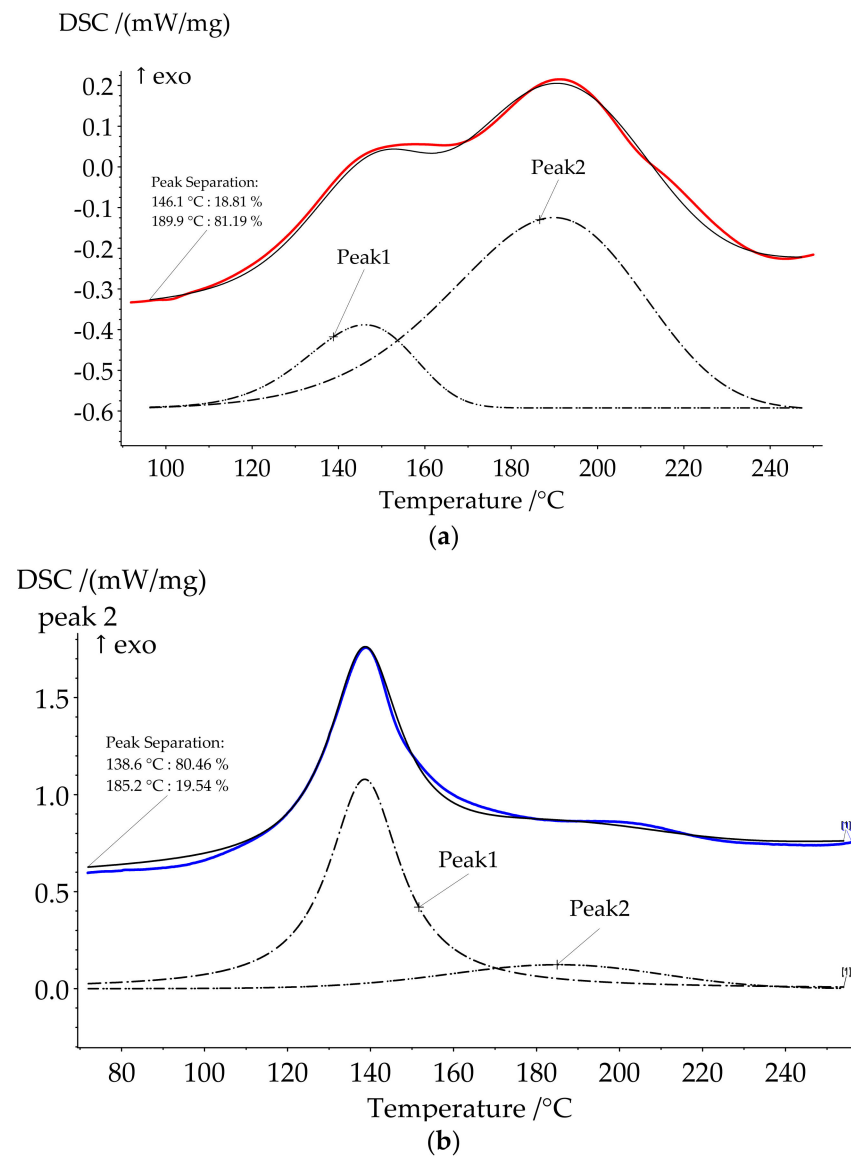 DSC /(mW/mg)
↑ exo
0.2
0.1
0.0
-0.1
-0.2
-0.3
-0.4
-0.5
-0.6
Peak Separation:
146.1 °C : 18.81 %
189.9 °C : 81.19 %
Peak2
Peak1
100 120 140 160 180 200 220 240
Temperature /°C
(a)
DSC /(mW/mg)
peak 2
↑ exo
1.5
1.0
0.5
0.0
Peak Separation:
138.6 °C : 80.46 %
185.2 °C : 19.54 %
[1]
Peak1
Peak2
[1]
80 100 120 140 160 180 200 220 240
Temperature /°C
(b)